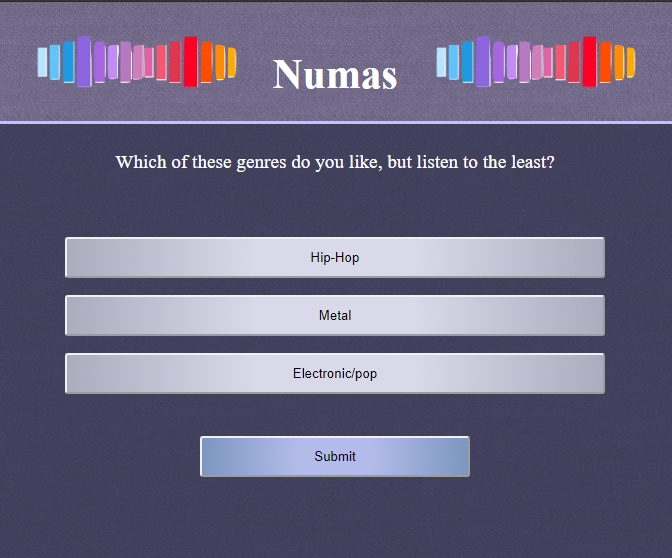 Numas
Which of these genres do you like, but listen to the least?
Hip-Hop
Metal
Electronic/pop
Submit